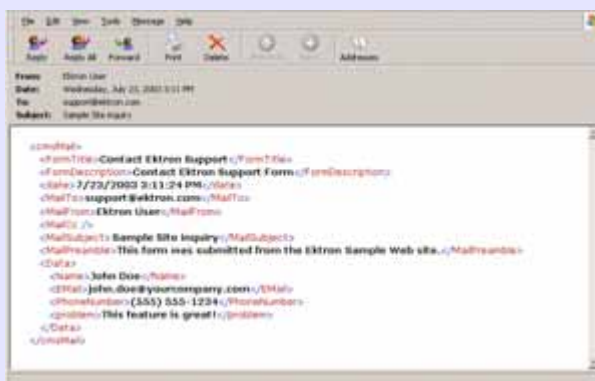 File Edit View Tools Message Help
Reply Reply All Forward Print Delete Previous Next Addresses
From: Ektron User
Date: Wednesday, July 23, 2003 3:11 PM
To: support@ektron.com
Subject: Sample Site Inquiry
<cmdMail>
<FormTitle>Contact Ektron Support</FormTitle>
<FormDescription>Contact Ektron Support Form</FormDescription>
<date>7/23/2003 3:11:24 PM</date>
<MailTo>support@ektron.com</MailTo>
<MailFrom>Ektron User</MailFrom>
<MailCc />
<MailSubject>Sample Site Inquiry</MailSubject>
<MailPreamble>This form was submitted from the Ektron Sample Web site.</MailPreamble>
<Data>
<Name>John Doe</Name>
<EMail>john.doe@yourcompany.com</EMail>
<PhoneNumber>(555) 555-1234</PhoneNumber>
<problem>This feature is great!</problem>
</Data>
</cmdMail>